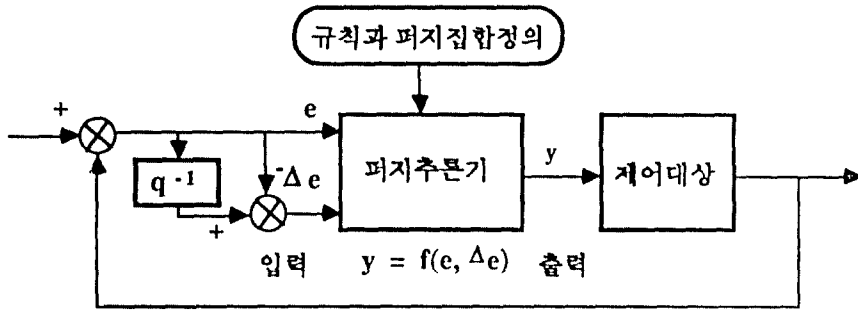 규칙과 퍼지집합정의
+
e
퍼지추론기
y
제어대상
q -1
- Δ e
+
입력 y = f(e, Δe) 출력